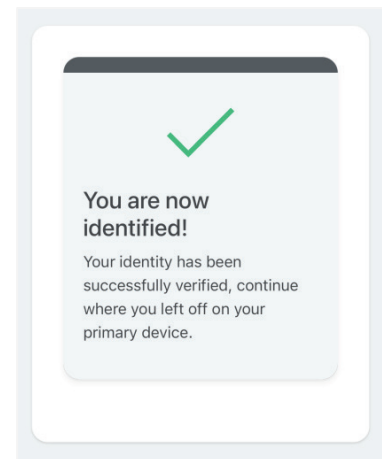 You are now
identified!
Your identity has been
successfully verified, continue
where you left off on your
primary device.